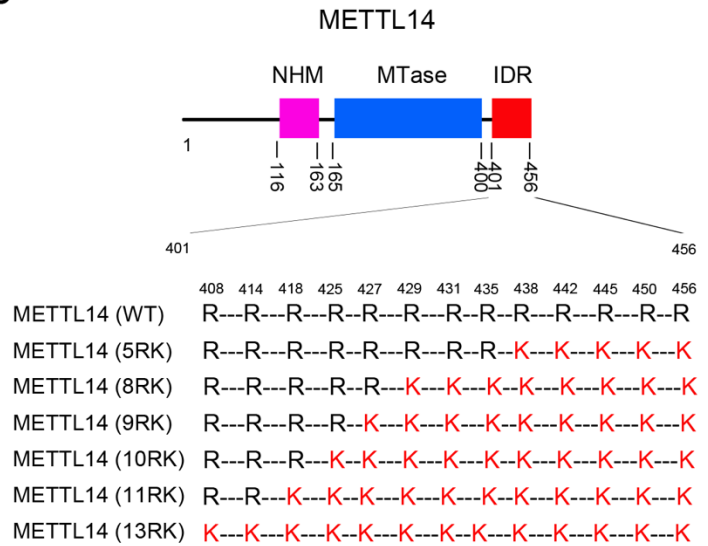 METTL14
NHM MTase IDR
1
116 163 165 400 401 456
401 456
408 414 418 425 427 429 431 435 438 442 445 450 456
METTL14 (WT) R---R---R---R--R---R---R---R--R---R---R---R---R
METTL14 (5RK) R---R---R---R--R---R---R---R--K---K---K---K---K
METTL14 (8RK) R---R---R---R--R---K---K---K--K---K---K---K---K
METTL14 (9RK) R---R---R---R--K---K---K---K--K---K---K---K---K
METTL14 (10RK) R---R---R---K--K---K---K---K--K---K---K---K---K
METTL14 (11RK) R---R---K---K--K---K---K---K--K---K---K---K---K
METTL14 (13RK) K---K---K---K--K---K---K---K---K---K---K---K---K